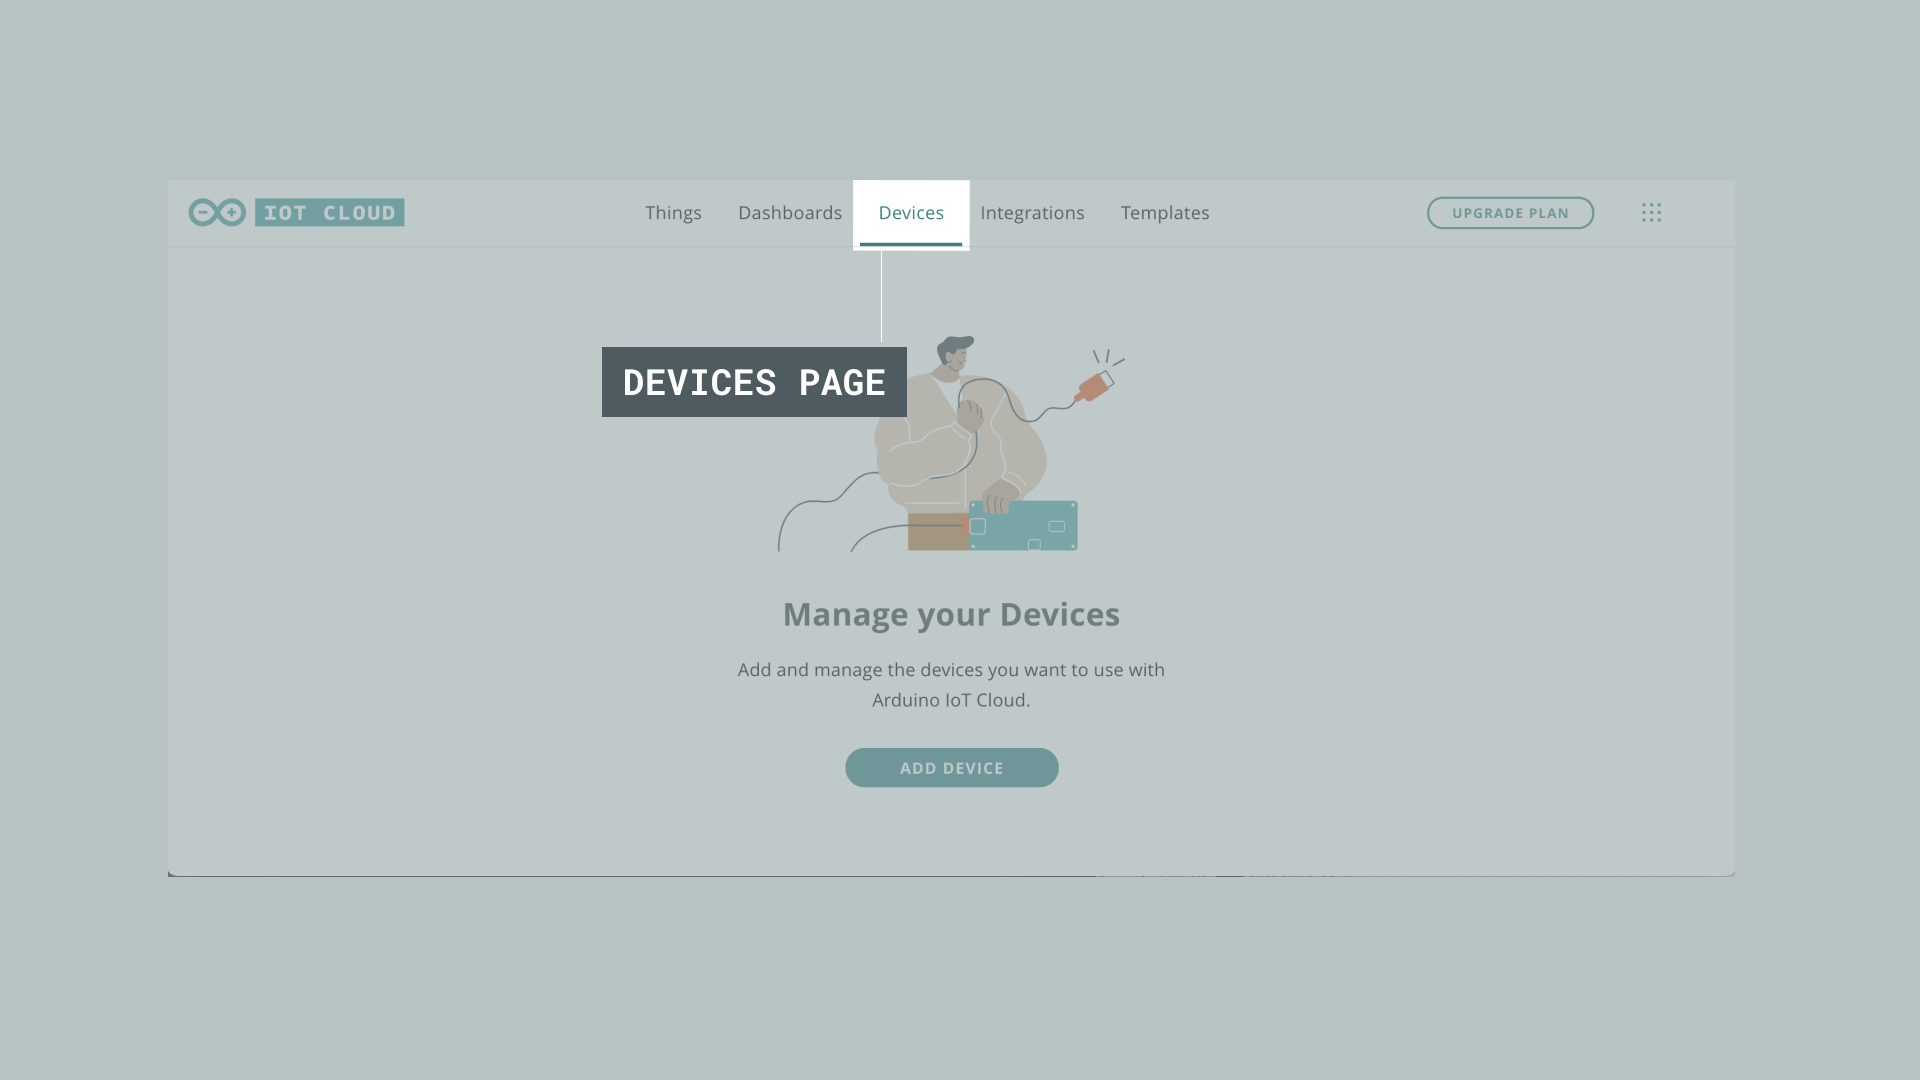 IOT CLOUD
Things
Dashboards
Devices
Integrations
Templates
UPGRADE PLAN
DEVICES PAGE
Manage your Devices
Add and manage the devices you want to use with
Arduino IoT Cloud.
ADD DEVICE